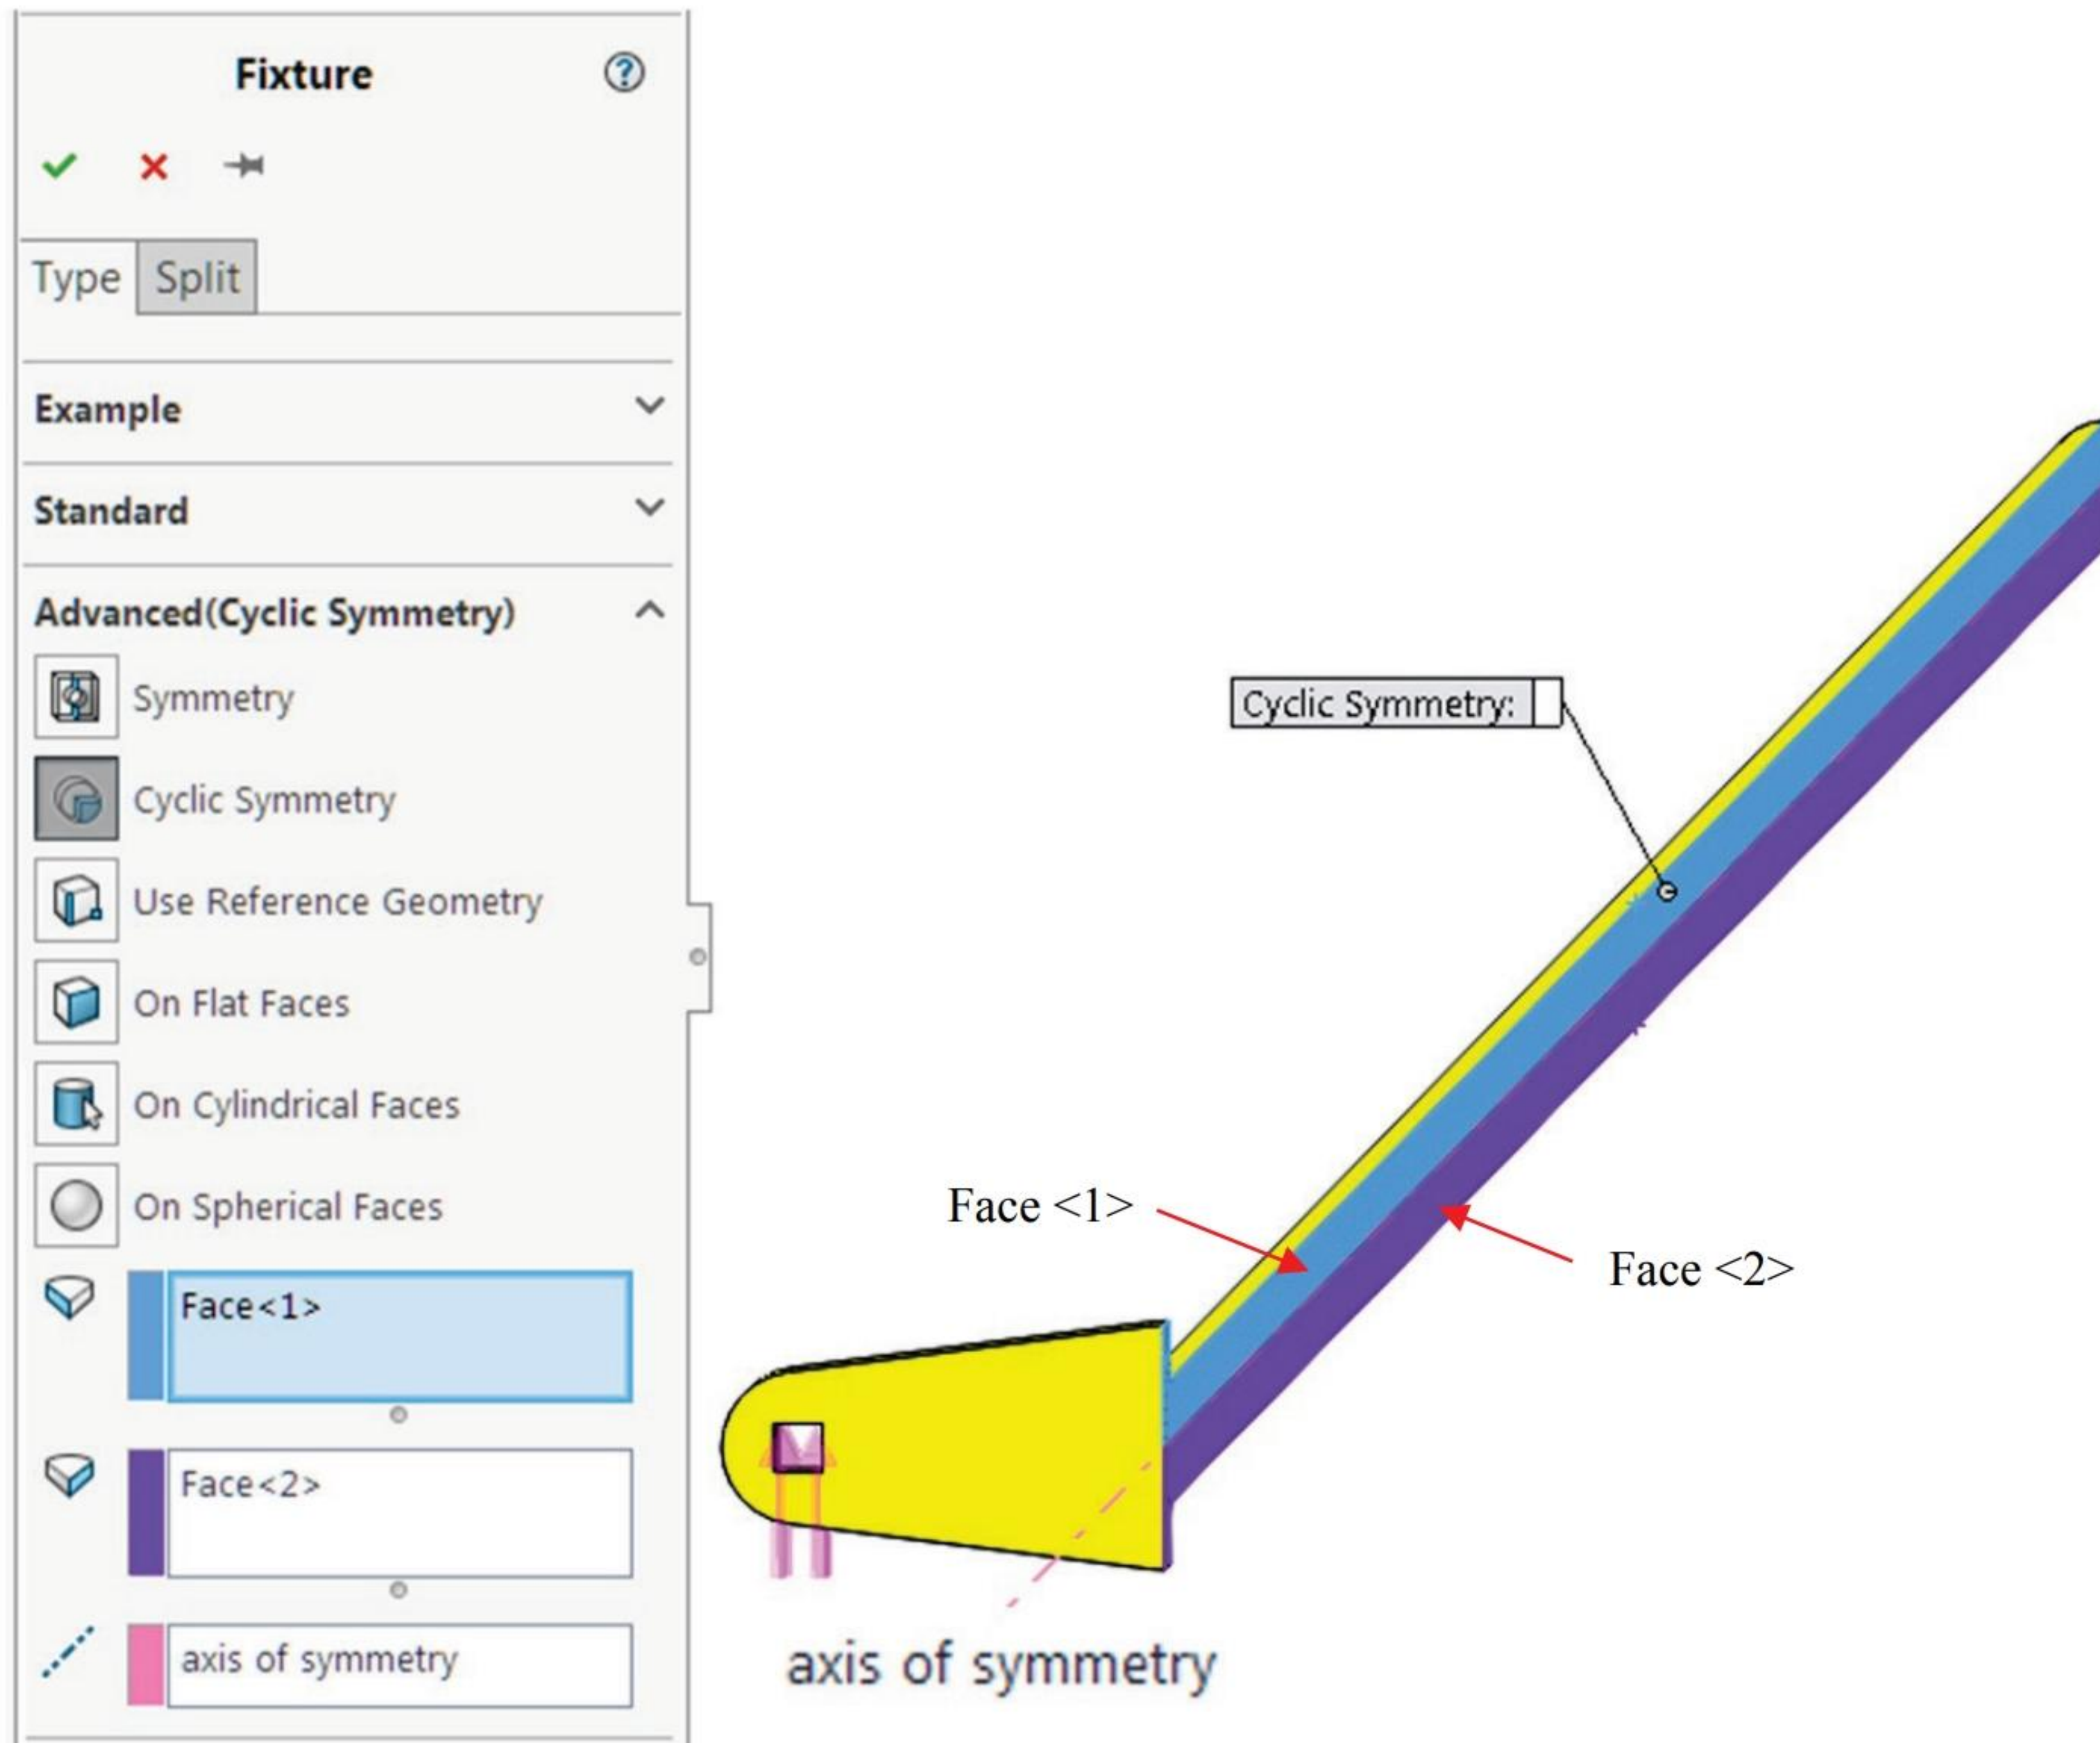 Fixture
Type Split
Example
Standard
Advanced(Cyclic Symmetry)
Symmetry
Cyclic Symmetry
Use Reference Geometry
On Flat Faces
On Cylindrical Faces
On Spherical Faces
Face<1>
Face<2>
axis of symmetry
Cyclic Symmetry:
Face <1>
Face <2>
axis of symmetry